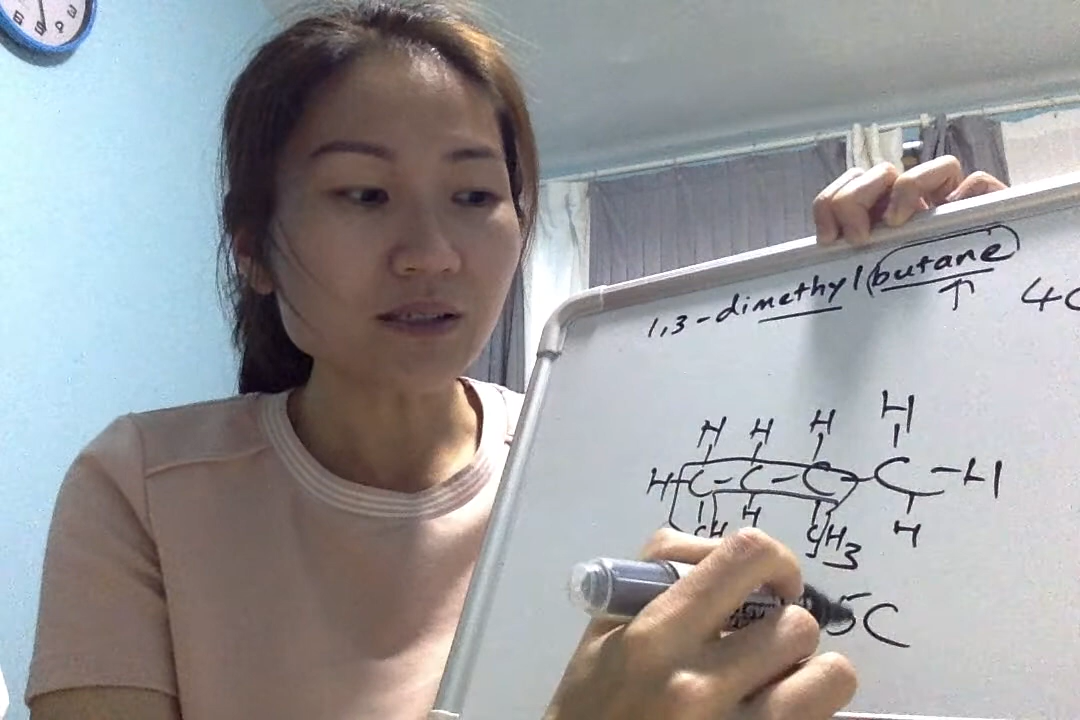 1,3-dimethylbutane
↑ 4C
H H H H
H-C-C-C-C-H
CH H CH3 H
5C